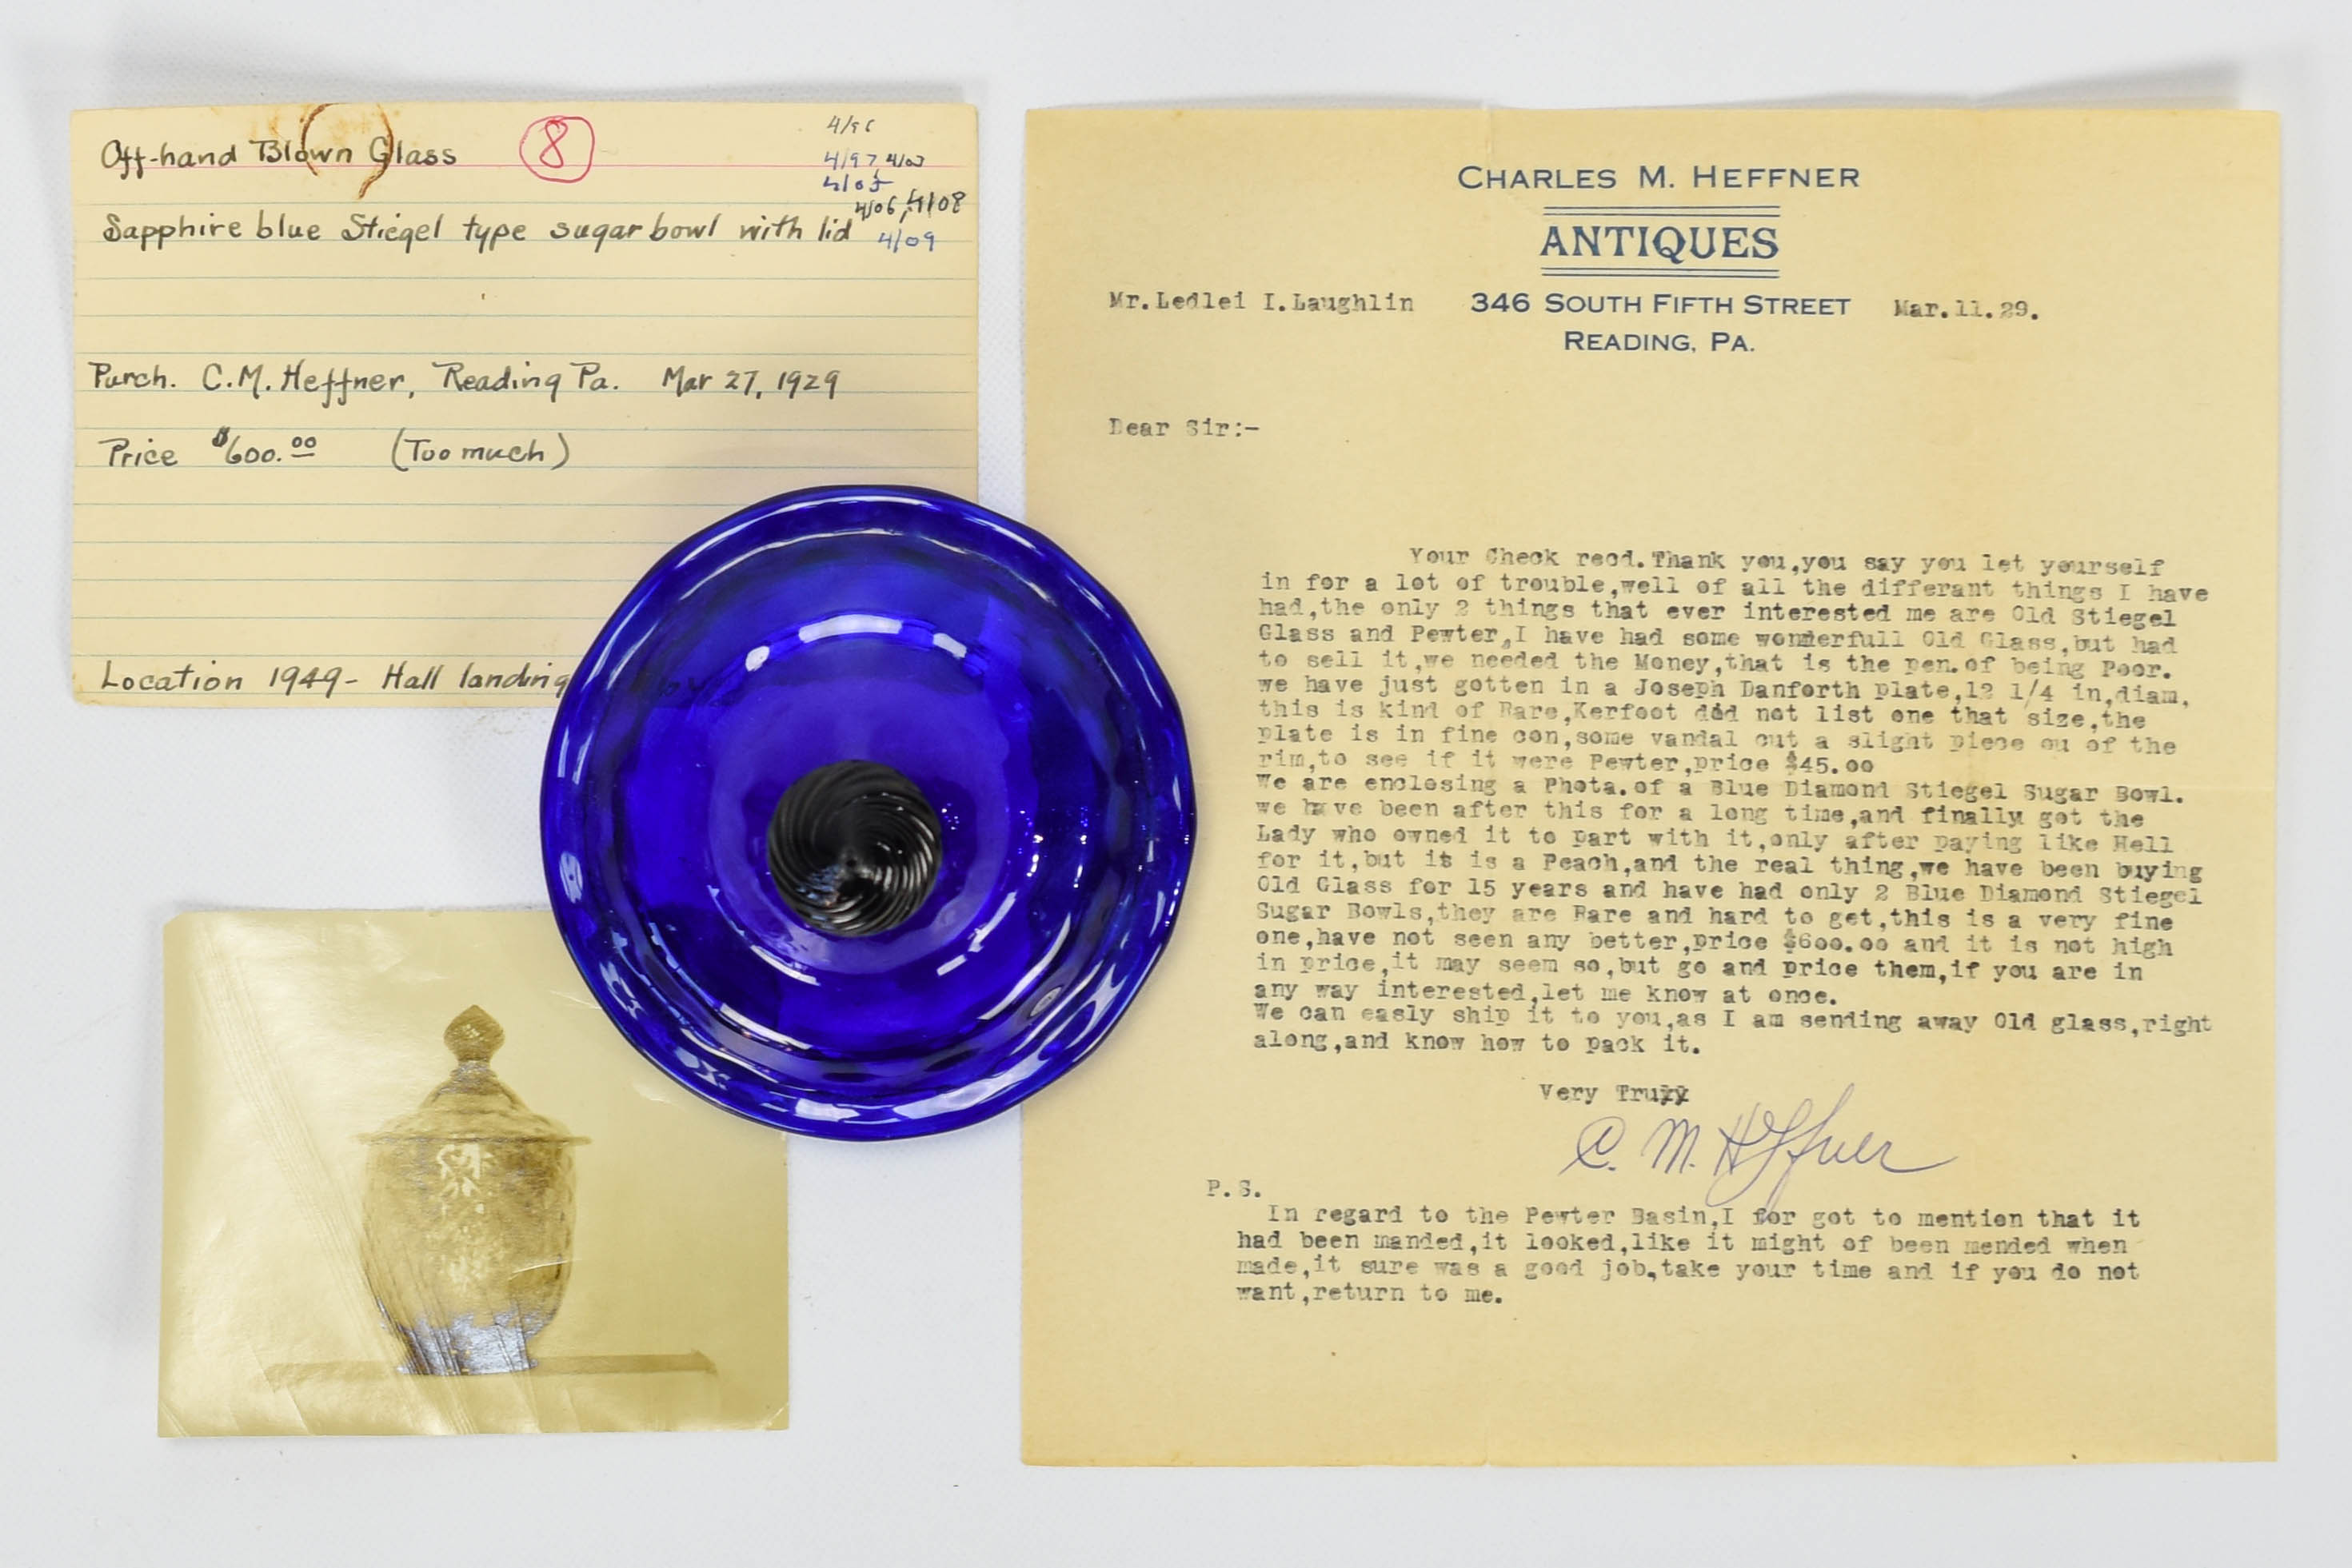 Off-hand Blown Glass 8
4/96
4/97, 4/03
4/05
4/06, 4/08
Sapphire blue Stiegel type sugar bowl with lid 4/09
Purch. C.M. Heffner, Reading Pa. Mar 27, 1929
Price $600.00 (Too much)
Location 1949- Hall landing
CHARLES M. HEFFNER
ANTIQUES
Mr.Ledlei I.Laughlin 346 SOUTH FIFTH STREET Mar.11.29.
READING, PA.
Dear Sir:-
Your Check recd.Thank you,you say you let yourself
in for a lot of trouble,well of all the differant things I have
had,the only 2 things that ever interested me are Old Stiegel
Glass and Pewter,I have had some wonderfull Old Glass,but had
to sell it,we needed the Money,that is the pen.of being Poor.
we have just gotten in a Joseph Danforth plate,12 1/4 in,diam,
this is kind of Rare,Kerfoot did not list one that size,the
plate is in fine con,some vandal cut a slight piece ou of the
rim,to see if it were Pewter,price $45.00
We are enclosing a Phota.of a Blue Diamond Stiegel Sugar Bowl.
we have been after this for a long time,and finally got the
Lady who owned it to part with it,only after paying like Hell
for it,but it is a Peach,and the real thing,we have been buying
Old Glass for 15 years and have had only 2 Blue Diamond Stiegel
Sugar Bowls,they are Rare and hard to get,this is a very fine
one,have not seen any better,price $600.00 and it is not high
in price,it may seem so,but go and price them,if you are in
any way interested,let me know at once.
We can easly ship it to you,as I am sending away Old glass,right
along,and know how to pack it.
Very Truly
C. M. Heffner
P.S.
In regard to the Pewter Basin,I for got to mention that it
had been manded,it looked,like it might of been mended when
made,it sure was a good job,take your time and if you do not
want,return to me.